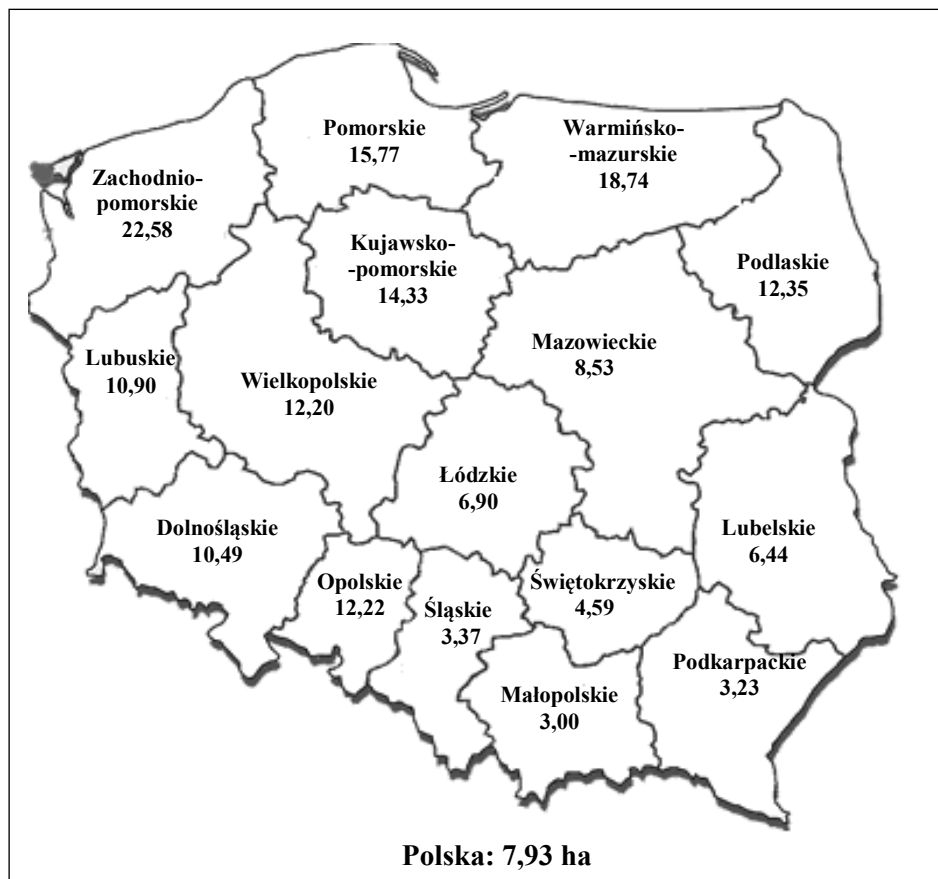 Pomorskie
15,77
Warmińsko-
-mazurskie
18,74
Zachodnio-
pomorskie
22,58
Kujawsko-
-pomorskie
14,33
Podlaskie
12,35
Mazowieckie
8,53
Lubuskie
10,90
Wielkopolskie
12,20
Łódzkie
6,90
Lubelskie
6,44
Dolnośląskie
10,49
Opolskie
12,22
Śląskie
3,37
Świętokrzyskie
4,59
Podkarpackie
3,23
Małopolskie
3,00
Polska: 7,93 ha